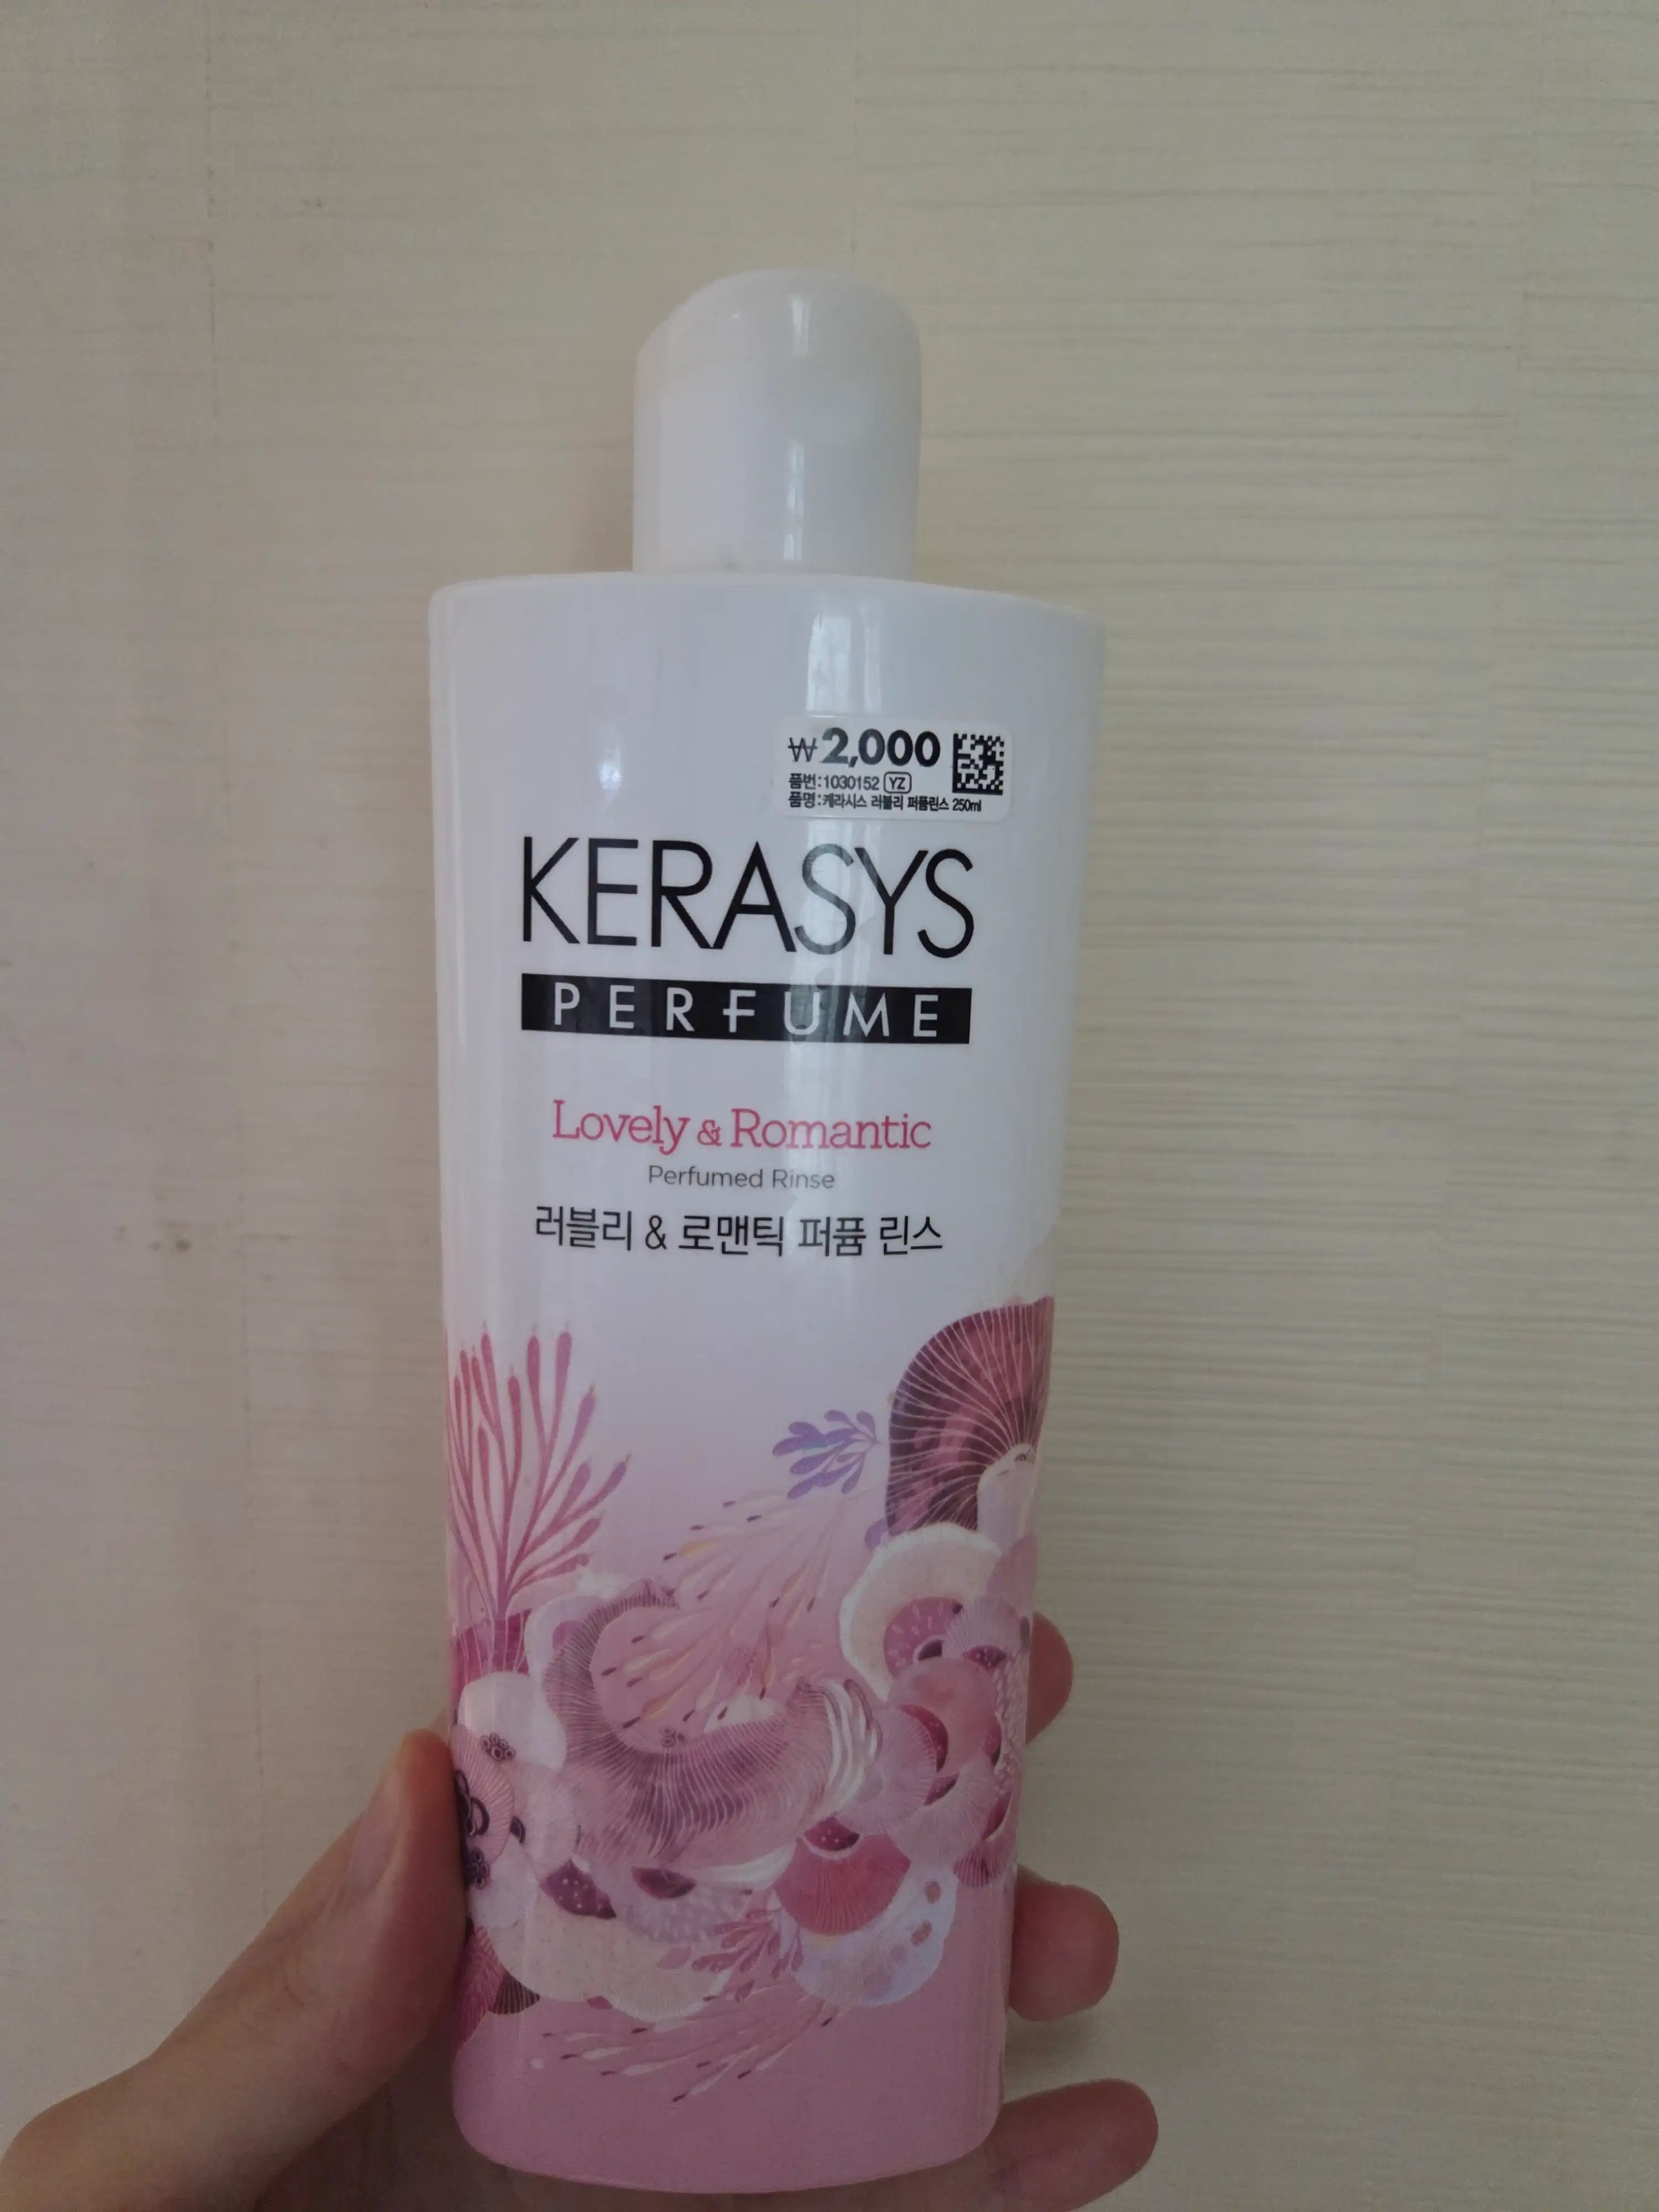 ₩2,000
품번:1030152 YZ
품명:케라시스 러블리 퍼퓸린스 250ml
KERASYS
PERFUME
Lovely & Romantic
Perfumed Rinse
러블리 & 로맨틱 퍼퓸 린스